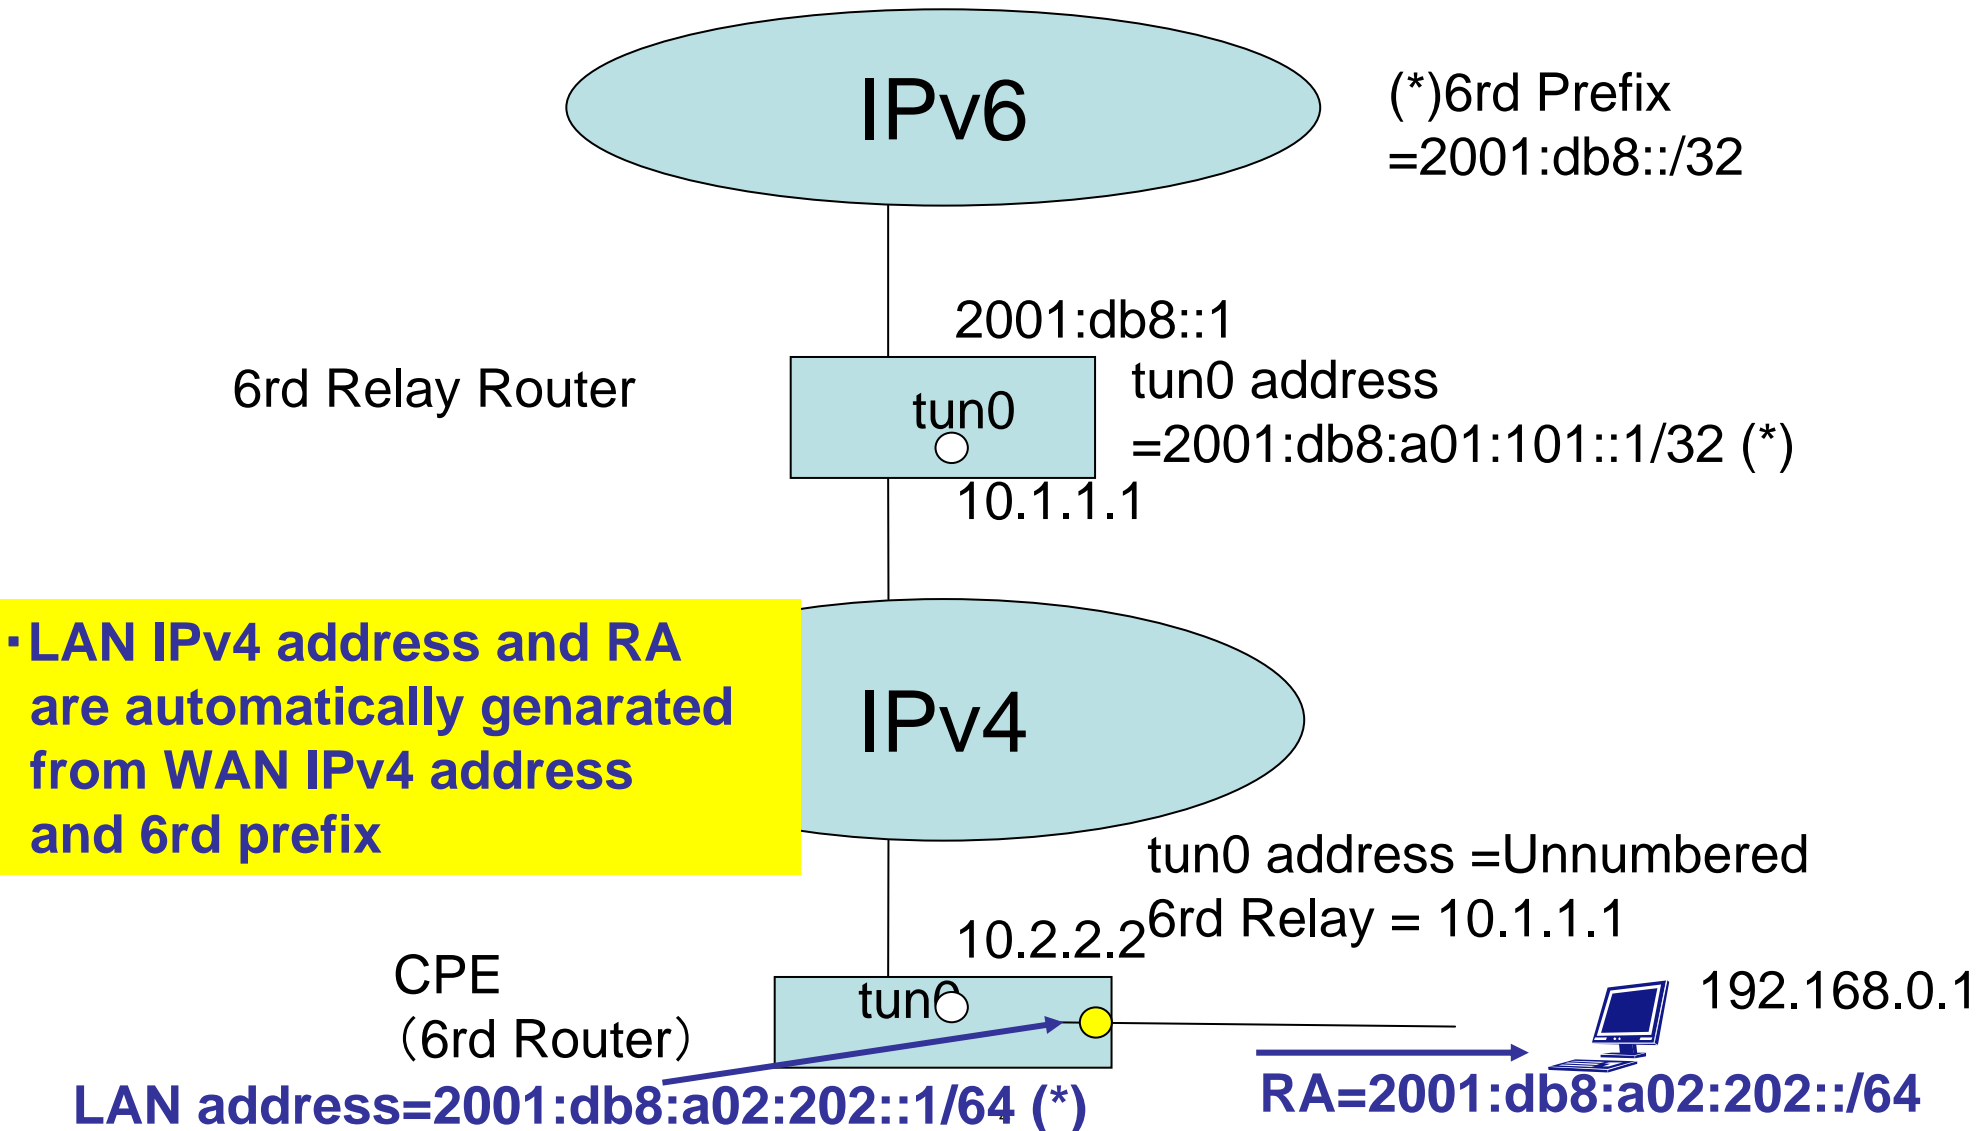 IPv6
(*)6rd Prefix
=2001:db8::/32
2001:db8::1
6rd Relay Router
tun0
tun0 address
=2001:db8:a01:101::1/32 (*)
10.1.1.1
・LAN IPv4 address and RA
are automatically genarated
from WAN IPv4 address
and 6rd prefix
IPv4
tun0 address =Unnumbered
6rd Relay = 10.1.1.1
10.2.2.2
CPE
（6rd Router）
tun0
192.168.0.1
LAN address=2001:db8:a02:202::1/64 (*)
RA=2001:db8:a02:202::/64